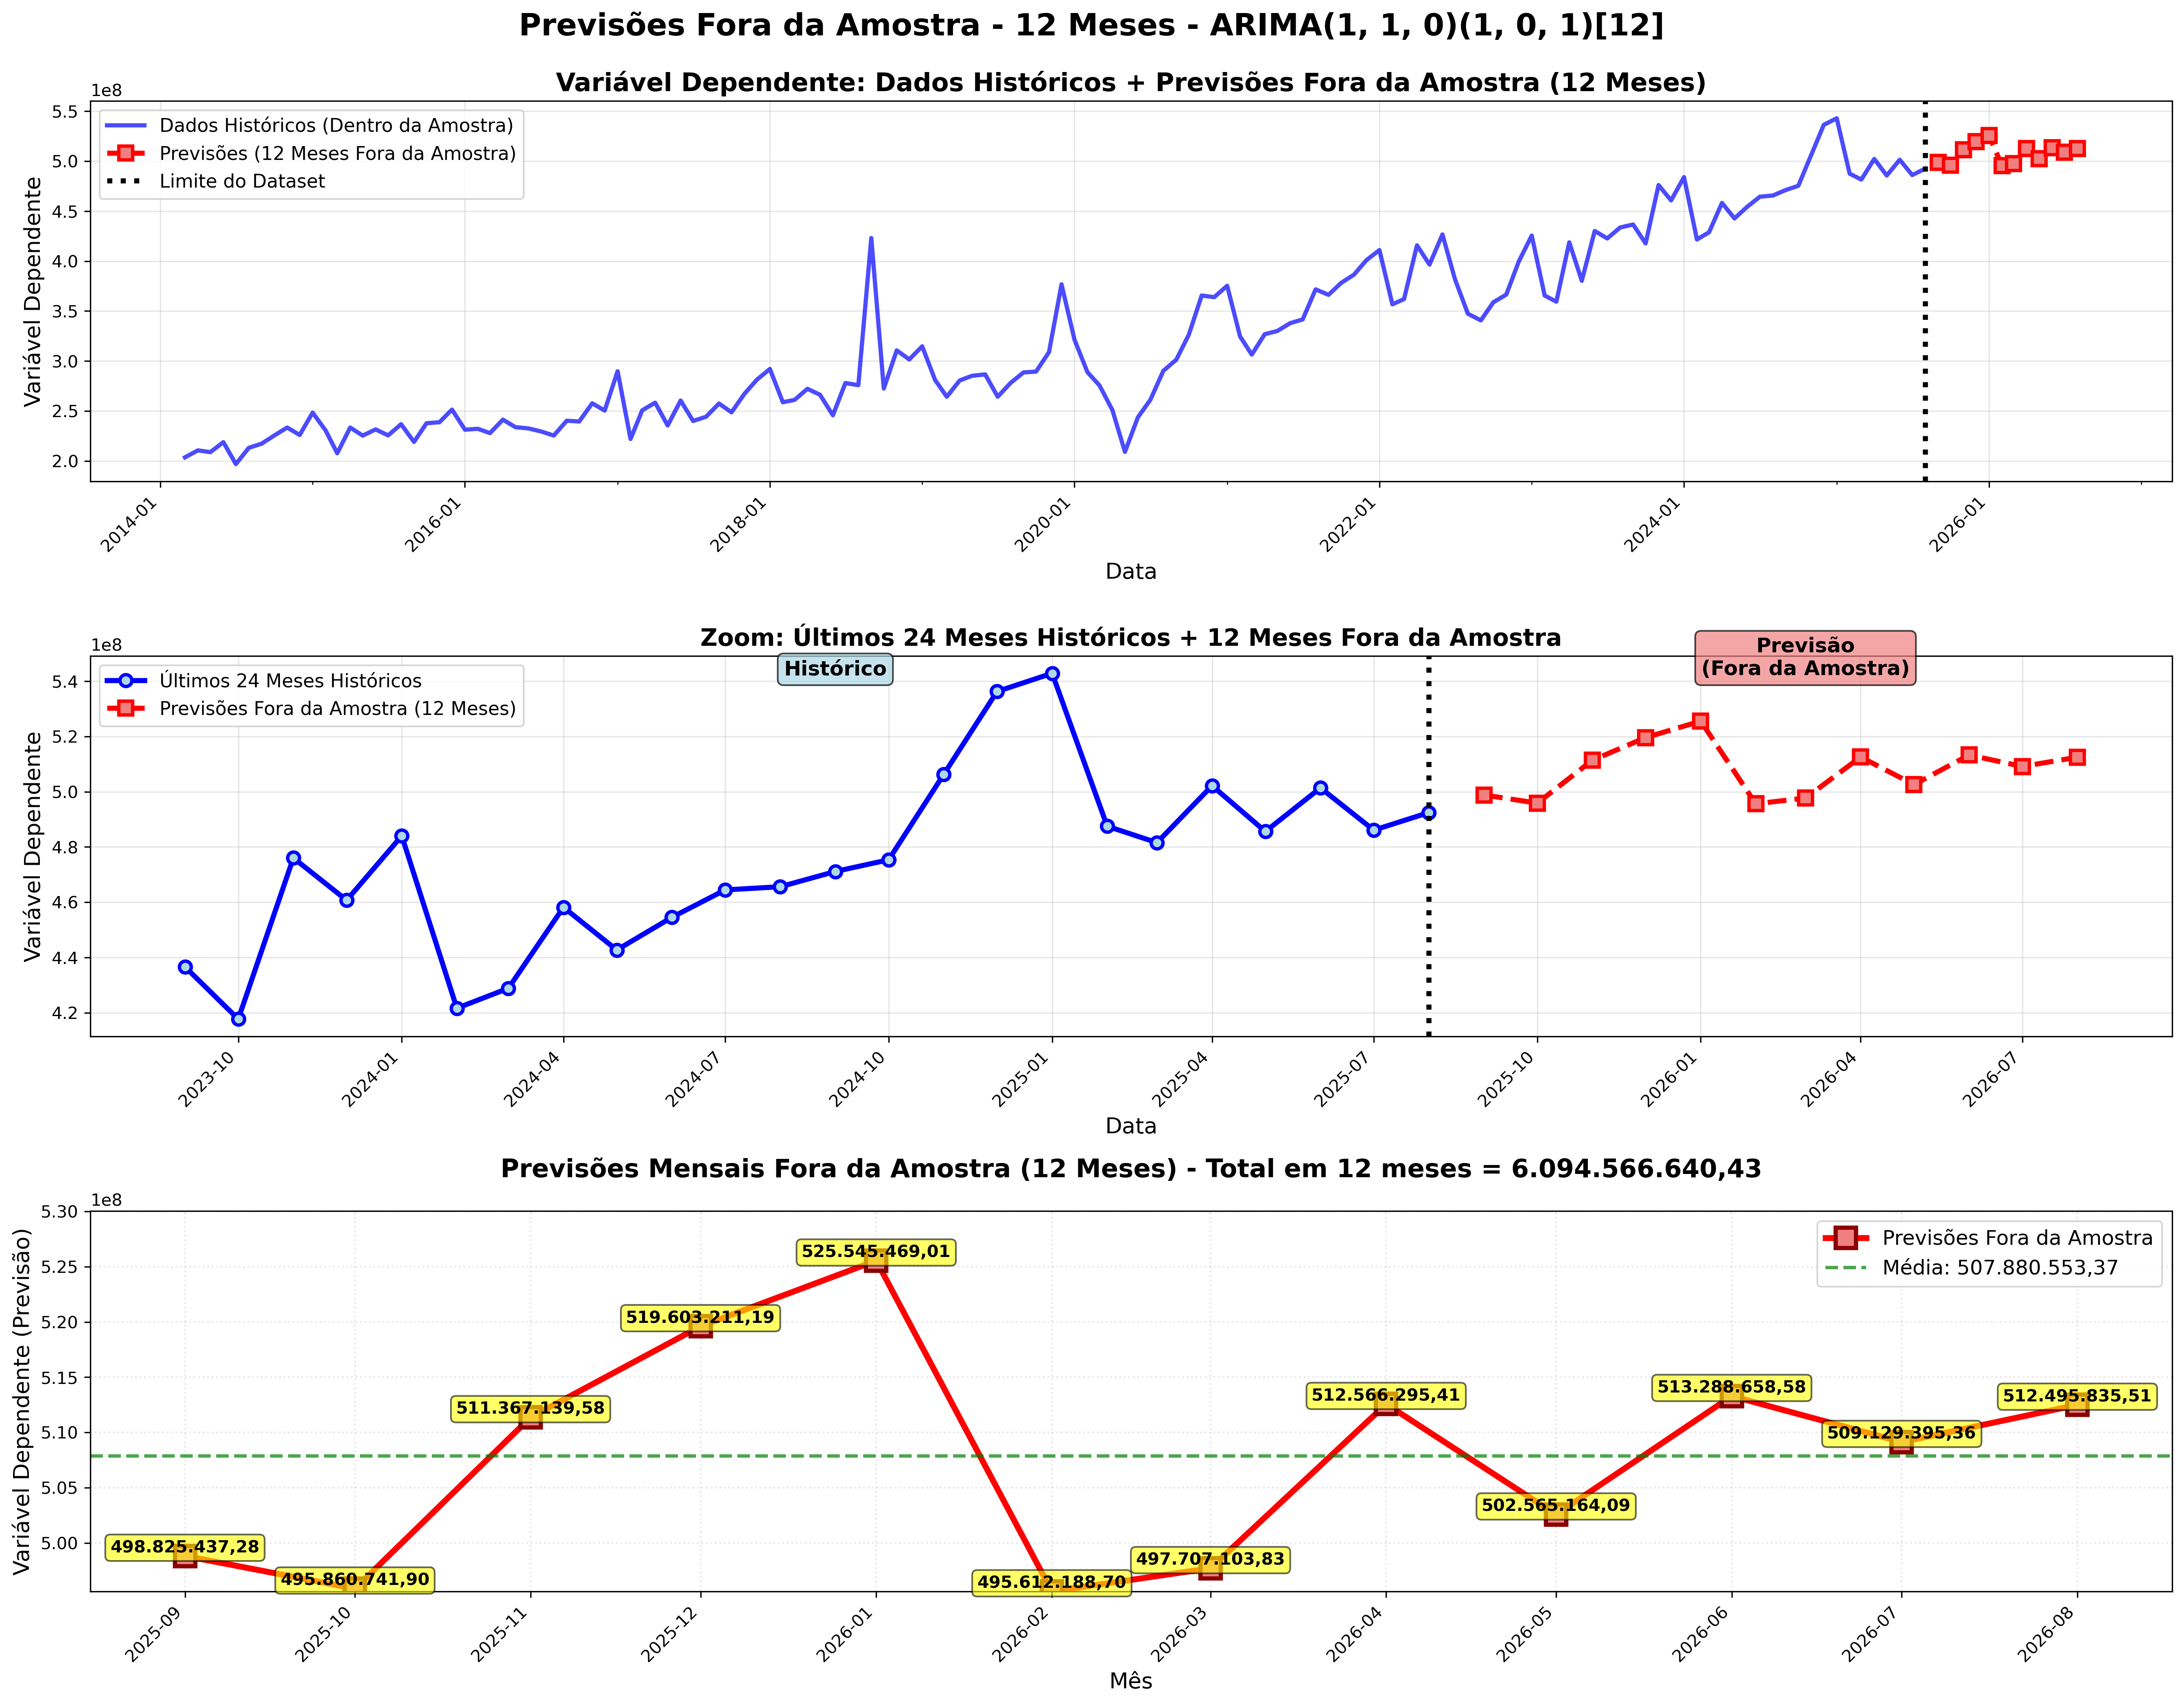 Previsões Fora da Amostra - 12 Meses - ARIMA(1, 1, 0)(1, 0, 1)[12]
Variável Dependente: Dados Históricos + Previsões Fora da Amostra (12 Meses)
1e8
Dados Históricos (Dentro da Amostra)
Previsões (12 Meses Fora da Amostra)
Limite do Dataset
Variável Dependente
5.5
5.0
4.5
4.0
3.5
3.0
2.5
2.0
2014-01
2016-01
2018-01
2020-01
2022-01
2024-01
2026-01
Data
Zoom: Últimos 24 Meses Históricos + 12 Meses Fora da Amostra
1e8
Últimos 24 Meses Históricos
Previsões Fora da Amostra (12 Meses)
Histórico
Previsão
(Fora da Amostra)
Variável Dependente
5.4
5.2
5.0
4.8
4.6
4.4
4.2
2023-10
2024-01
2024-04
2024-07
2024-10
2025-01
2025-04
2025-07
2025-10
2026-01
2026-04
2026-07
Data
Previsões Mensais Fora da Amostra (12 Meses) - Total em 12 meses = 6.094.566.640,43
1e8
Previsões Fora da Amostra
Média: 507.880.553,37
Variável Dependente (Previsão)
5.30
5.25
5.20
5.15
5.10
5.05
5.00
498.825.437,28
495.860.741,90
511.367.139,58
519.603.211,19
525.545.469,01
495.612.188,70
497.707.103,83
512.566.295,41
502.565.164,09
513.288.658,58
509.129.395,36
512.495.835,51
2025-09
2025-10
2025-11
2025-12
2026-01
2026-02
2026-03
2026-04
2026-05
2026-06
2026-07
2026-08
Mês